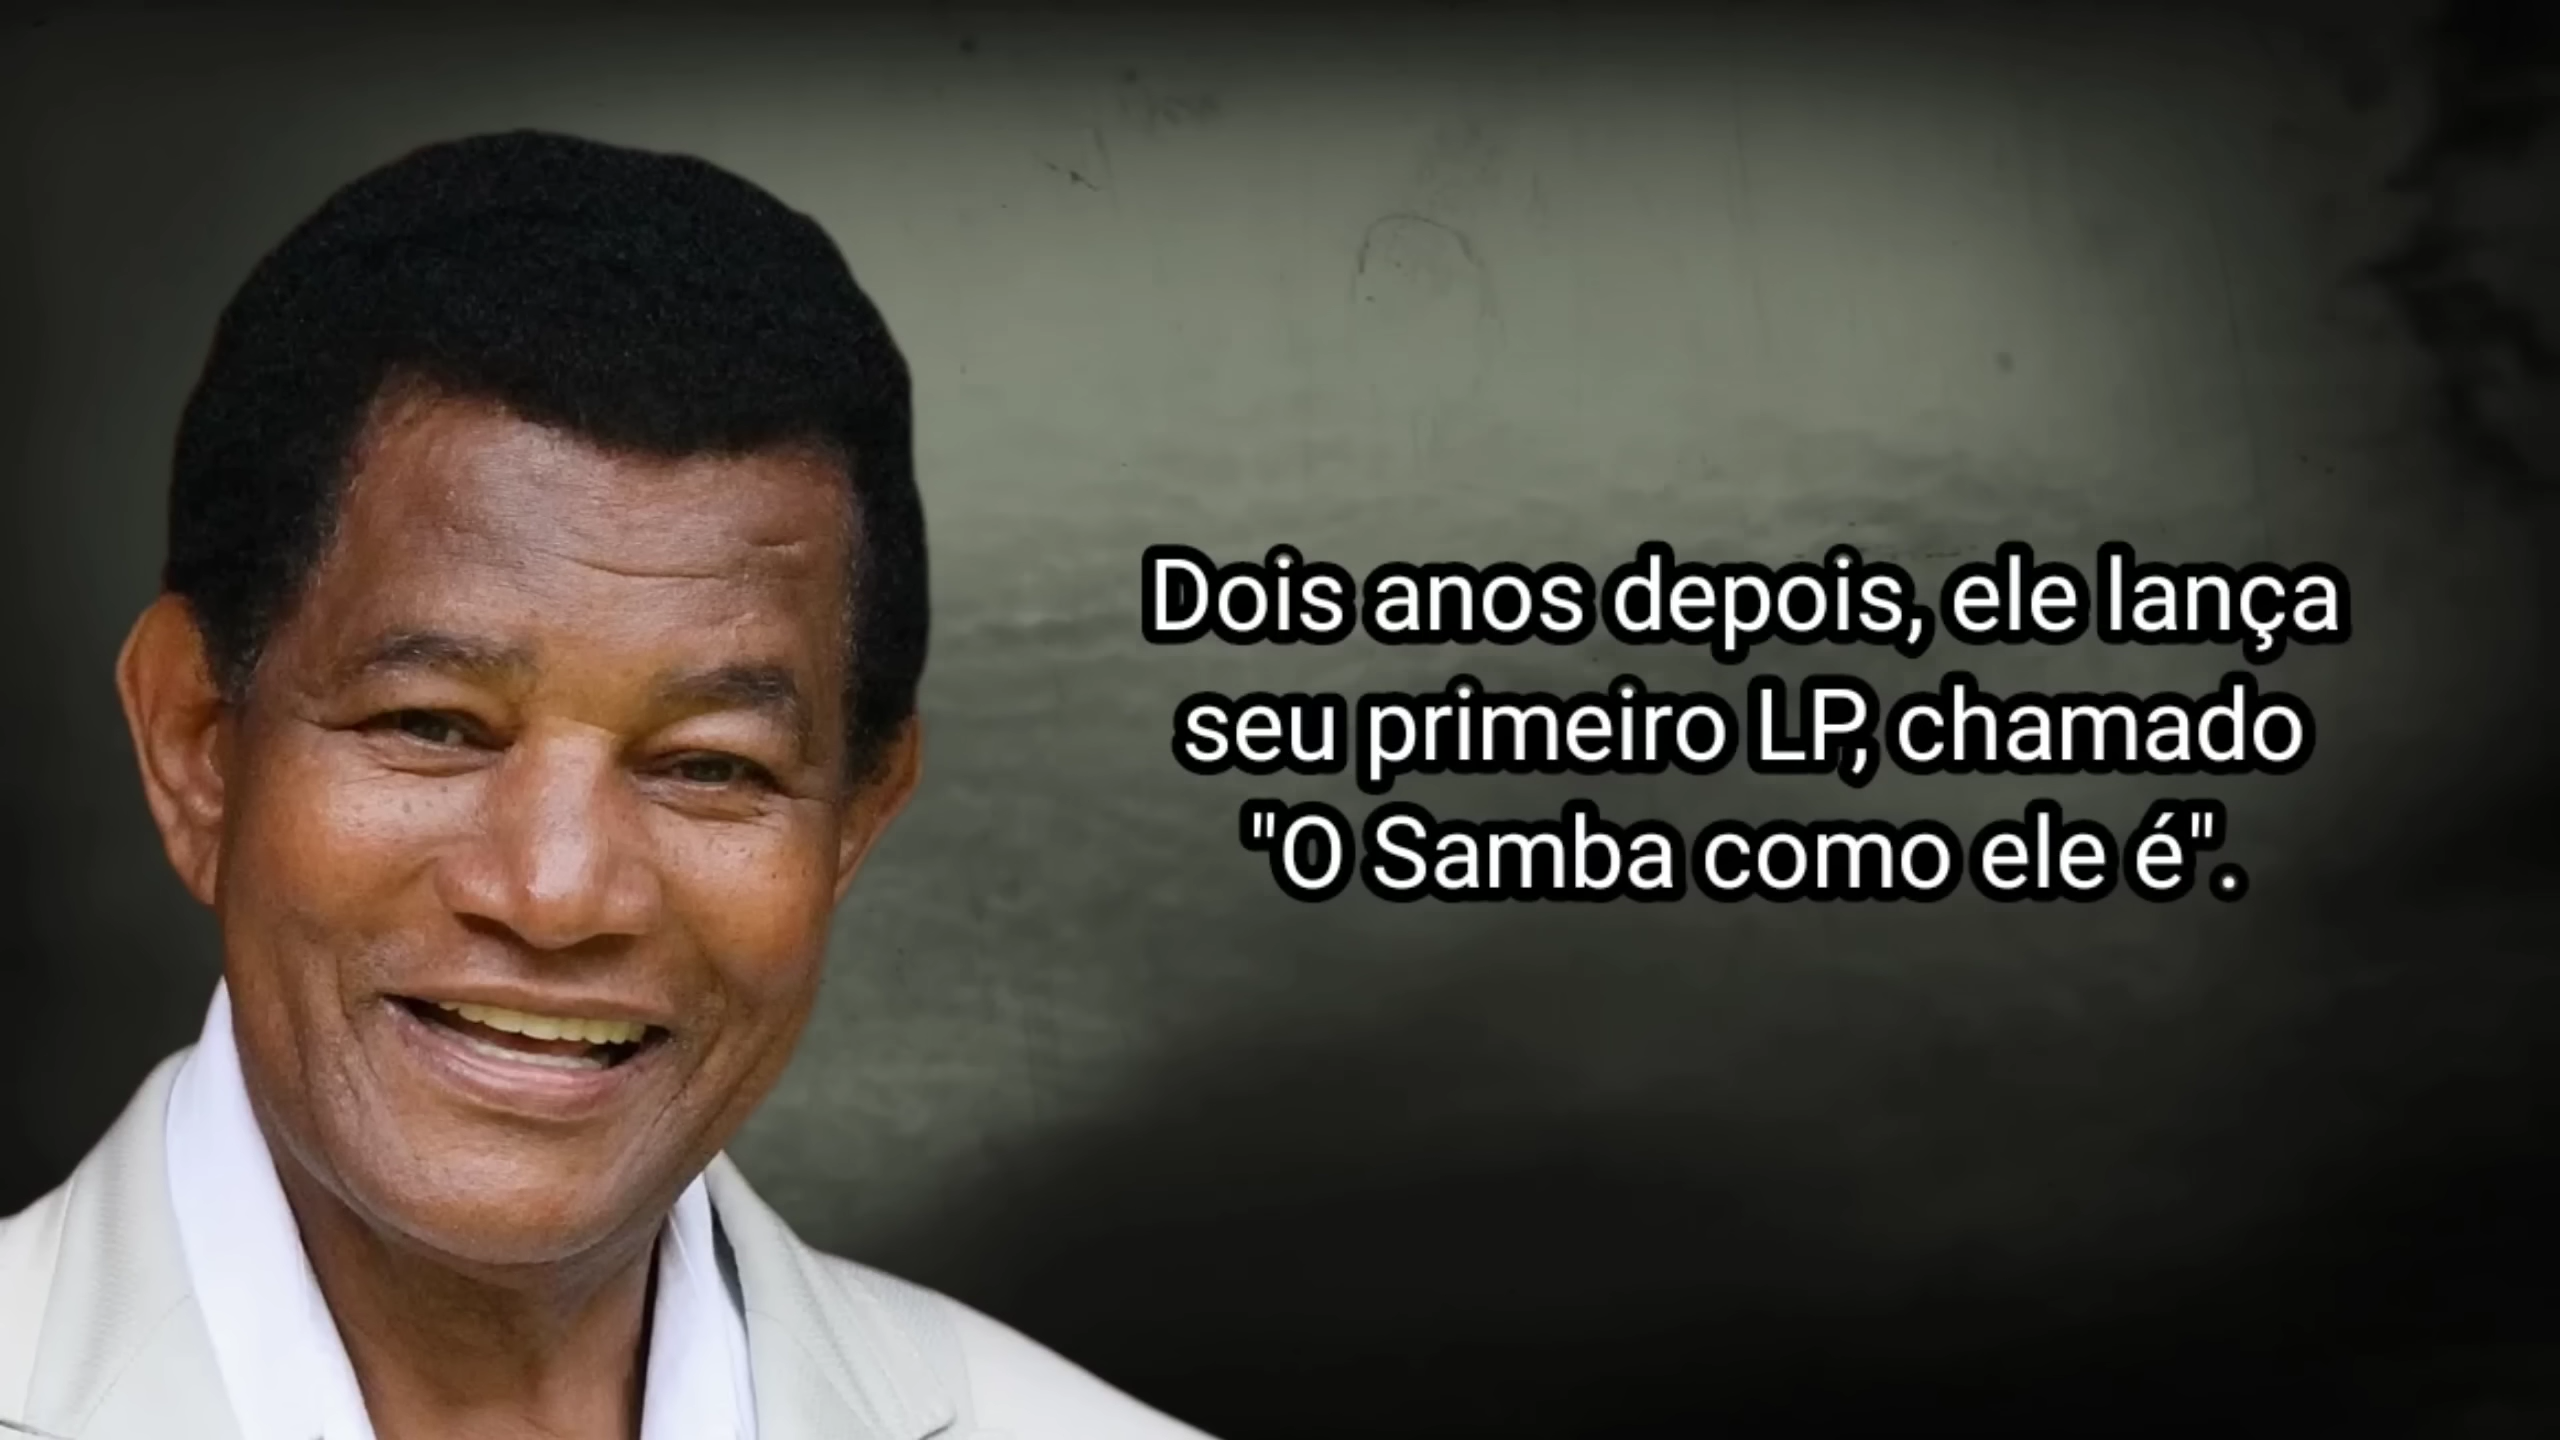 Dois anos depois, ele lança
seu primeiro LP, chamado
"O Samba como ele é".